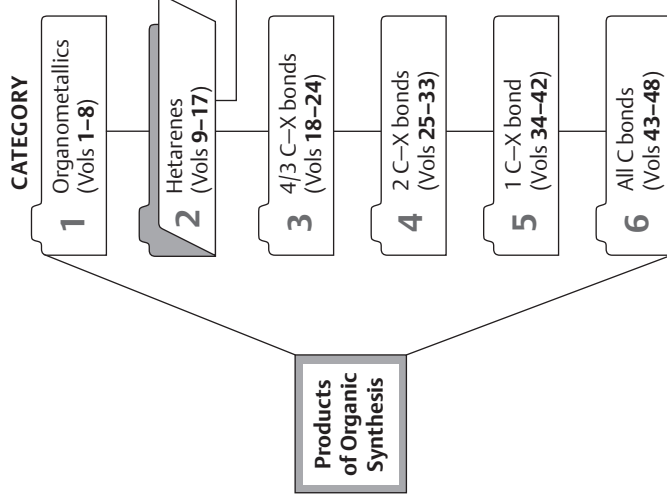 CATEGORY
1
Organometallics
(Vols 1–8)
2
Hetarenes
(Vols 9–17)
3
4/3 C—X bonds
(Vols 18–24)
4
2 C—X bonds
(Vols 25–33)
5
1 C—X bond
(Vols 34–42)
6
All C bonds
(Vols 43–48)
Products
of Organic
Synthesis